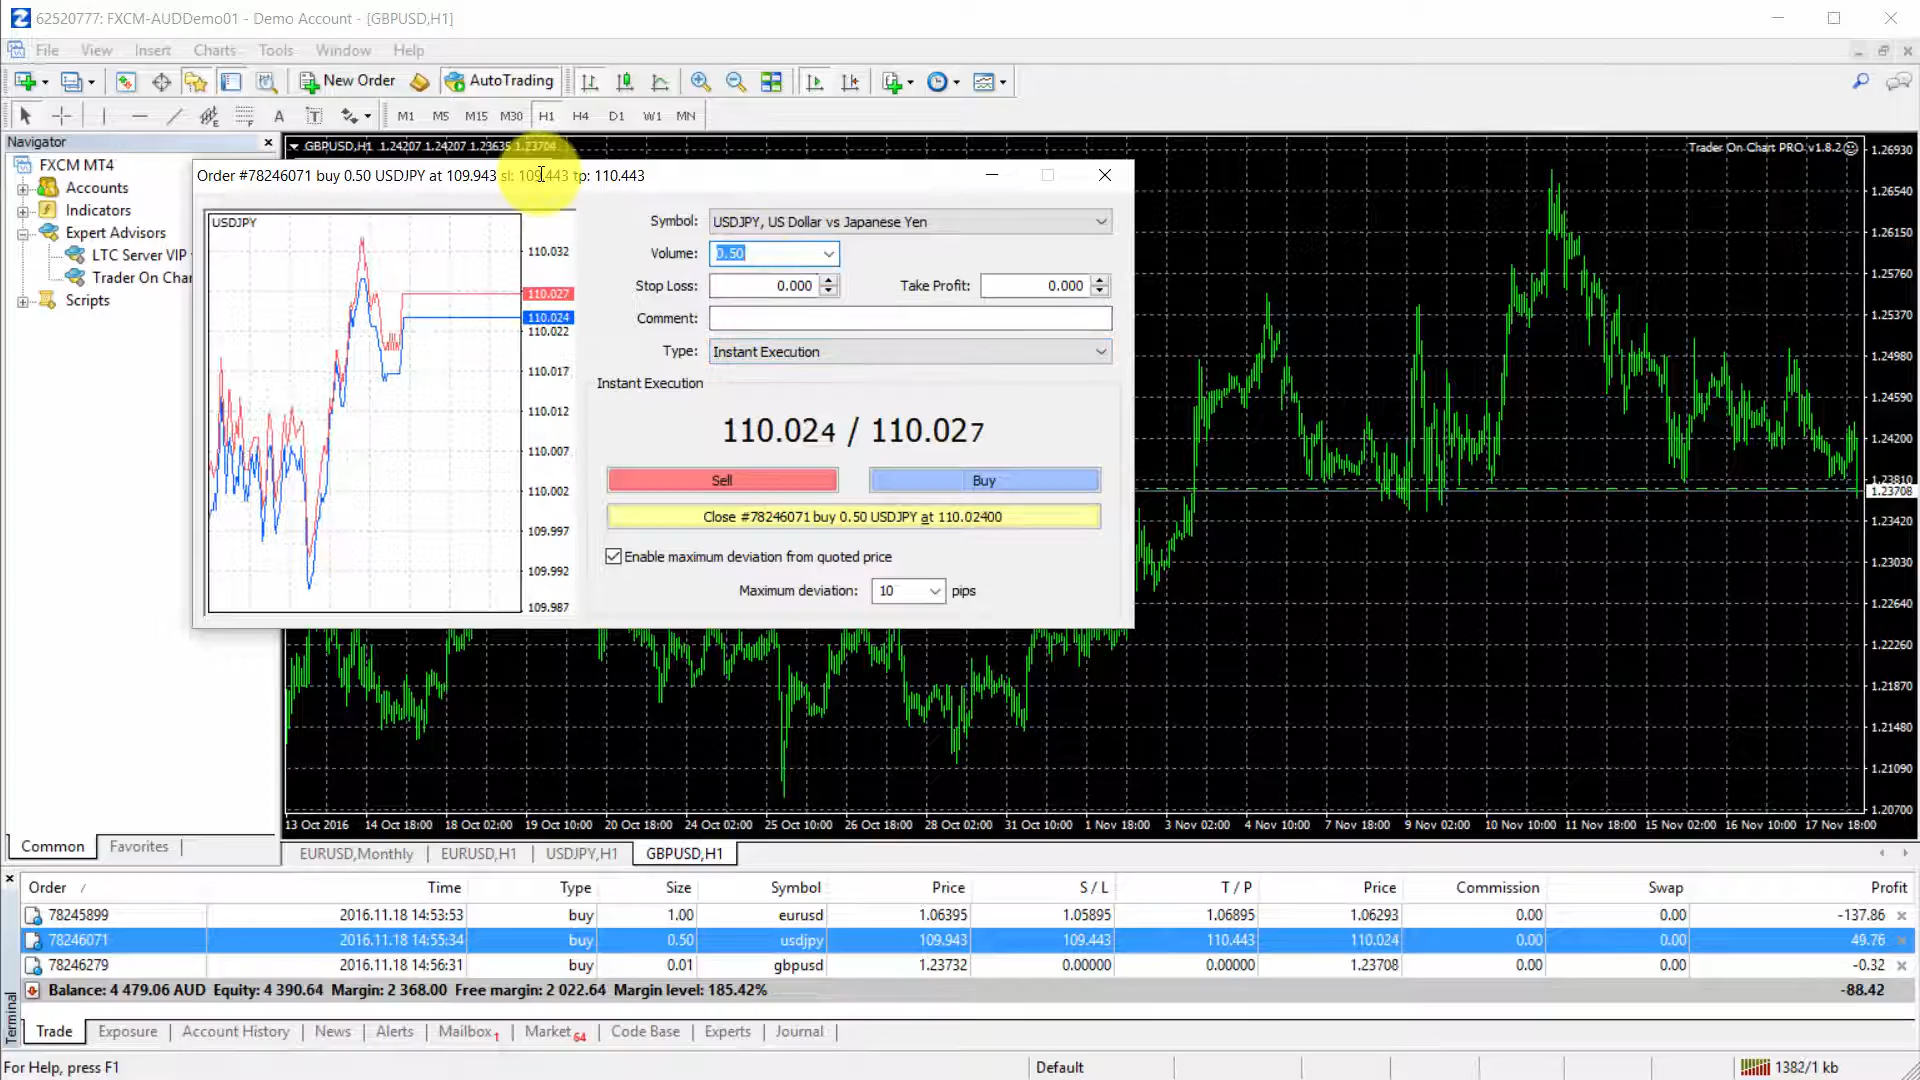 62520777: FXCM-AUDDemo01 - Demo Account - [GBPUSD,H1]
File View Insert Charts Tools Window Help
New Order AutoTrading
A T M1 M5 M15 M30 H1 H4 D1 W1 MN
Navigator
FXCM MT4
Accounts
Indicators
Expert Advisors
LTC Server VIP
Trader On Char
Scripts
Common Favorites
GBPUSD,H1 1.24207 1.24207 1.23635 1.23704
Trader On Chart PRO v1.8.2
Order #78246071 buy 0.50 USDJPY at 109.943 sl: 109.443 tp: 110.443
USDJPY
110.032
110.027
110.024
110.022
110.017
110.012
110.007
110.002
109.997
109.992
109.987
Symbol: USDJPY, US Dollar vs Japanese Yen
Volume: 0.50
Stop Loss: 0.000 Take Profit: 0.000
Comment:
Type: Instant Execution
Instant Execution
110.024 / 110.027
Sell Buy
Close #78246071 buy 0.50 USDJPY at 110.02400
Enable maximum deviation from quoted price
Maximum deviation: 10 pips
1.26930
1.26540
1.26150
1.25760
1.25370
1.24980
1.24590
1.24200
1.23810
1.23708
1.23420
1.23030
1.22640
1.22260
1.21870
1.21480
1.21090
1.20700
13 Oct 2016 14 Oct 18:00 18 Oct 02:00 19 Oct 10:00 20 Oct 18:00 24 Oct 02:00 25 Oct 10:00 26 Oct 18:00 28 Oct 02:00 31 Oct 10:00 1 Nov 18:00 3 Nov 02:00 4 Nov 10:00 7 Nov 18:00 9 Nov 02:00 10 Nov 10:00 11 Nov 18:00 15 Nov 02:00 16 Nov 10:00 17 Nov 18:00
EURUSD,Monthly EURUSD,H1 USDJPY,H1 GBPUSD,H1
Order / Time Type Size Symbol Price S / L T / P Price Commission Swap Profit
78245899 2016.11.18 14:53:53 buy 1.00 eurusd 1.06395 1.05895 1.06895 1.06293 0.00 0.00 -137.86
78246071 2016.11.18 14:55:34 buy 0.50 usdjpy 109.943 109.443 110.443 110.024 0.00 0.00 49.76
78246279 2016.11.18 14:56:31 buy 0.01 gbpusd 1.23732 0.00000 0.00000 1.23708 0.00 0.00 -0.32
Balance: 4 479.06 AUD Equity: 4 390.64 Margin: 2 368.00 Free margin: 2 022.64 Margin level: 185.42% -88.42
Terminal
Trade Exposure Account History News Alerts Mailbox 1 Market 64 Code Base Experts Journal
For Help, press F1 Default 1382/1 kb